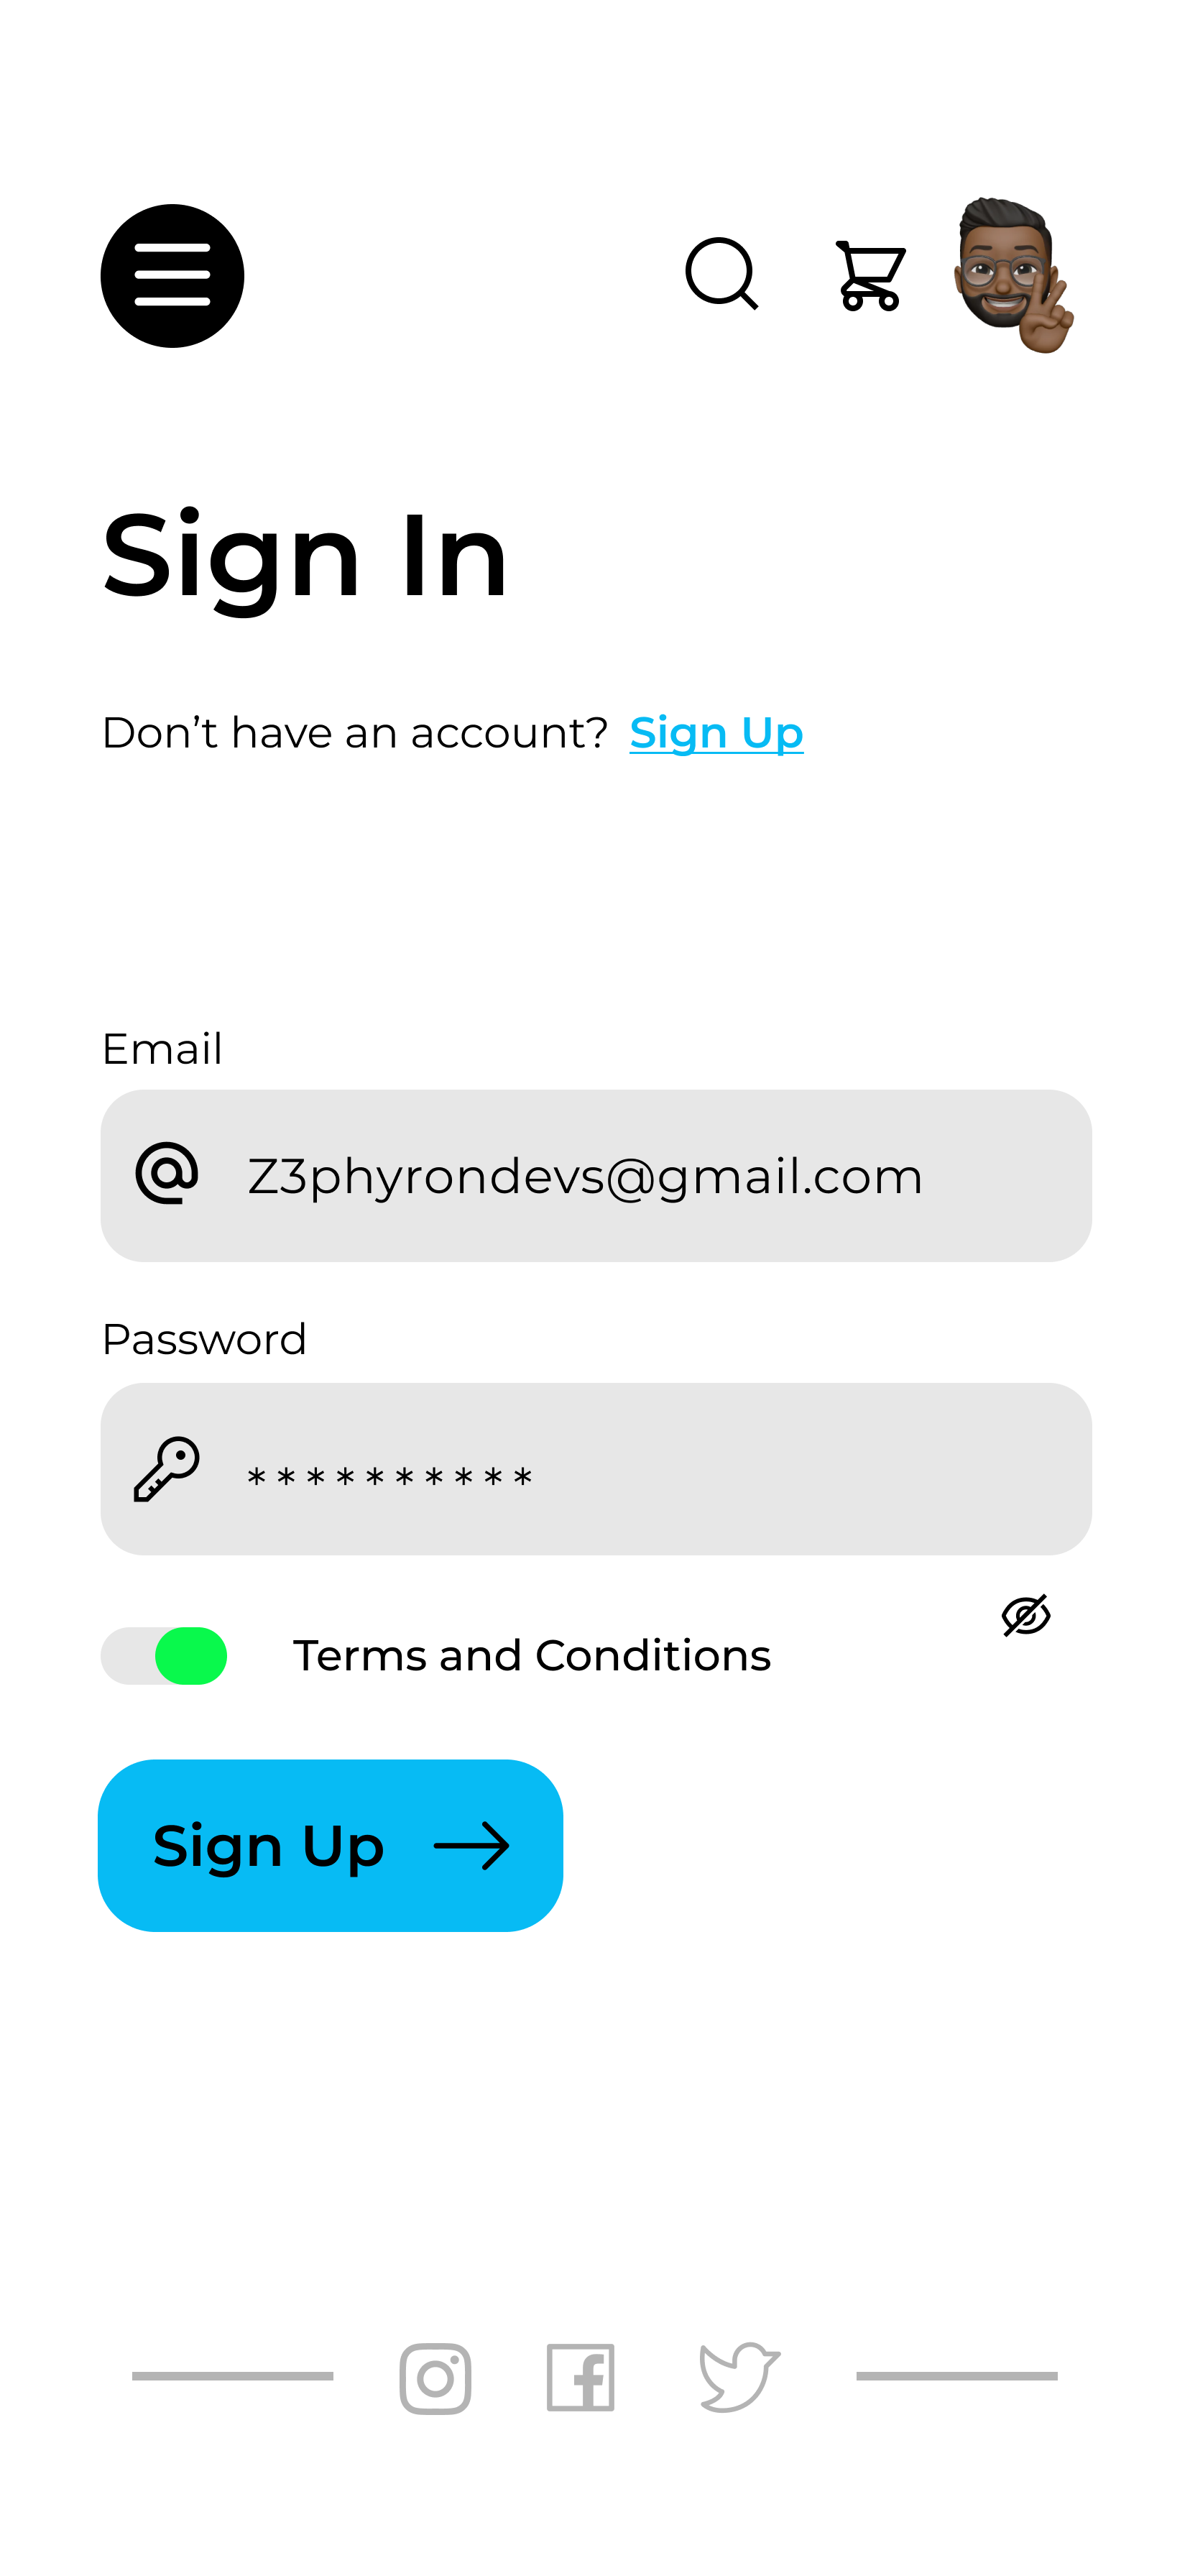 Sign In
Don’t have an account? Sign Up
Email
Z3phyrondevs@gmail.com
Password
* * * * * * * * * *
Terms and Conditions
Sign Up